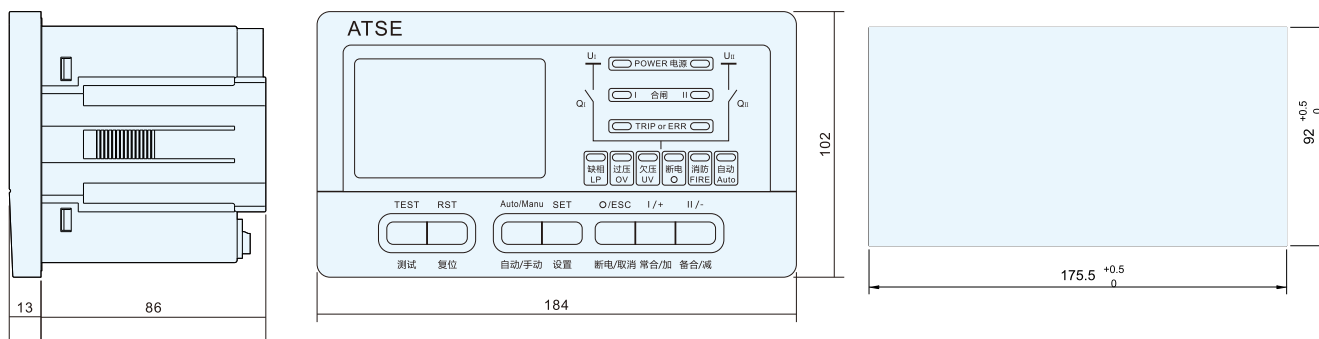 ATSE
UI UII
POWER 电源
I 合闸 II
QI QII
TRIP or ERR
缺相 过压 欠压 断电 消防 自动
LP OV UV O FIRE Auto
TEST RST Auto/Manu SET O/ESC I/+ II/-
测试 复位 自动/手动 设置 断电/取消 常合/加 备合/减
13 86
184
102
92 +0.5 0
175.5 +0.5 0